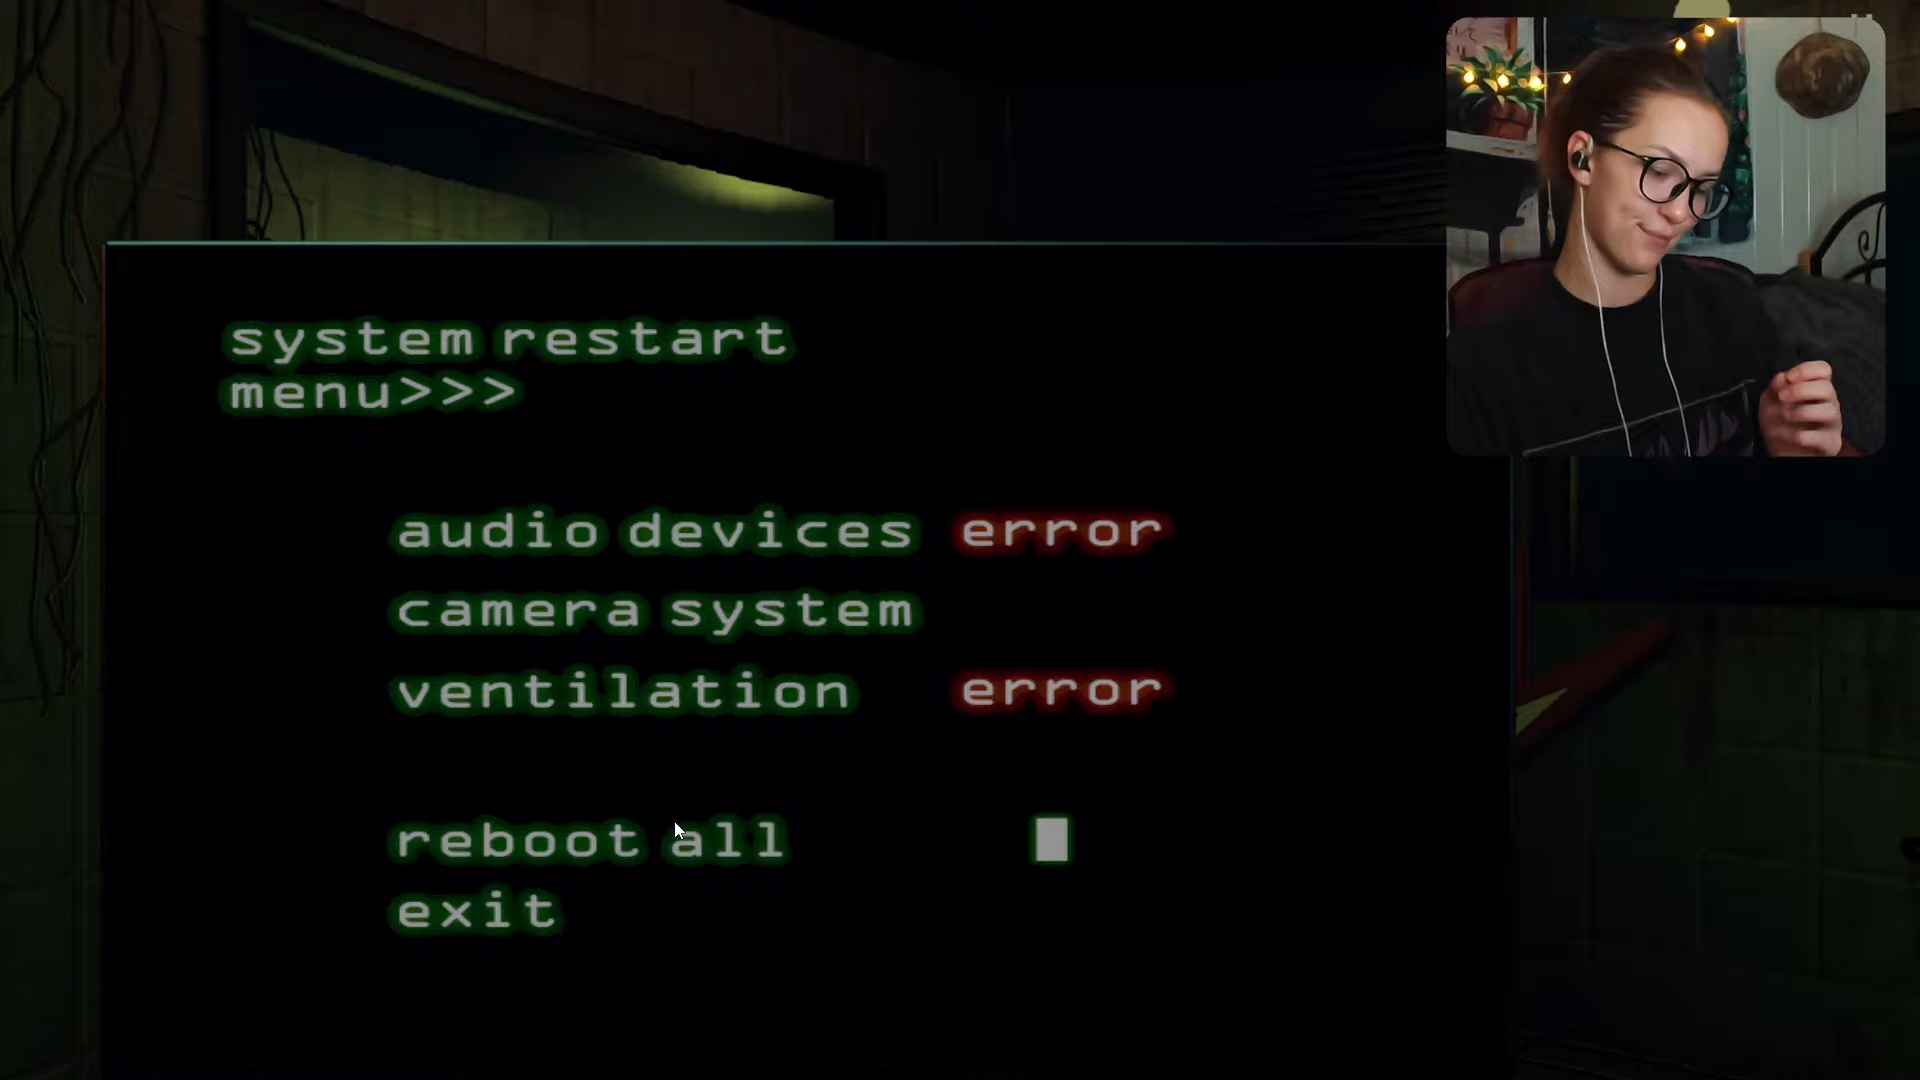 system restart
menu>>>
audio devices error
camera system
ventilation error
reboot all
exit